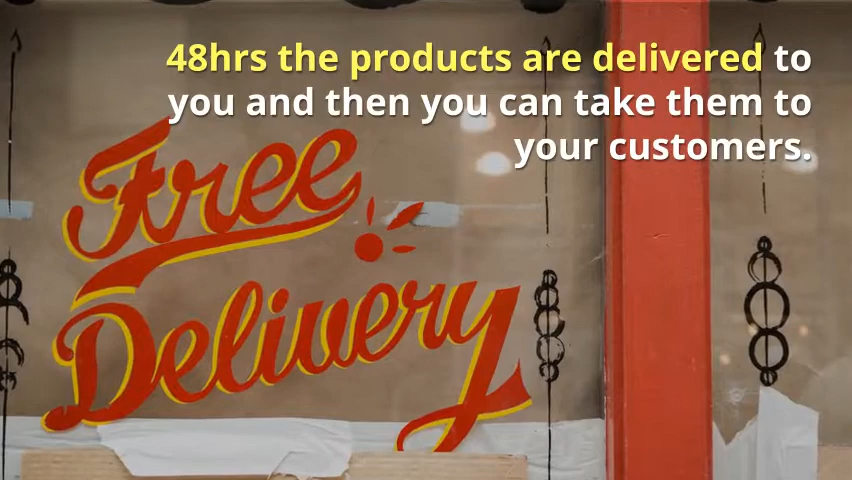 48hrs the products are delivered to
you and then you can take them to
your customers.
Free
Delivery